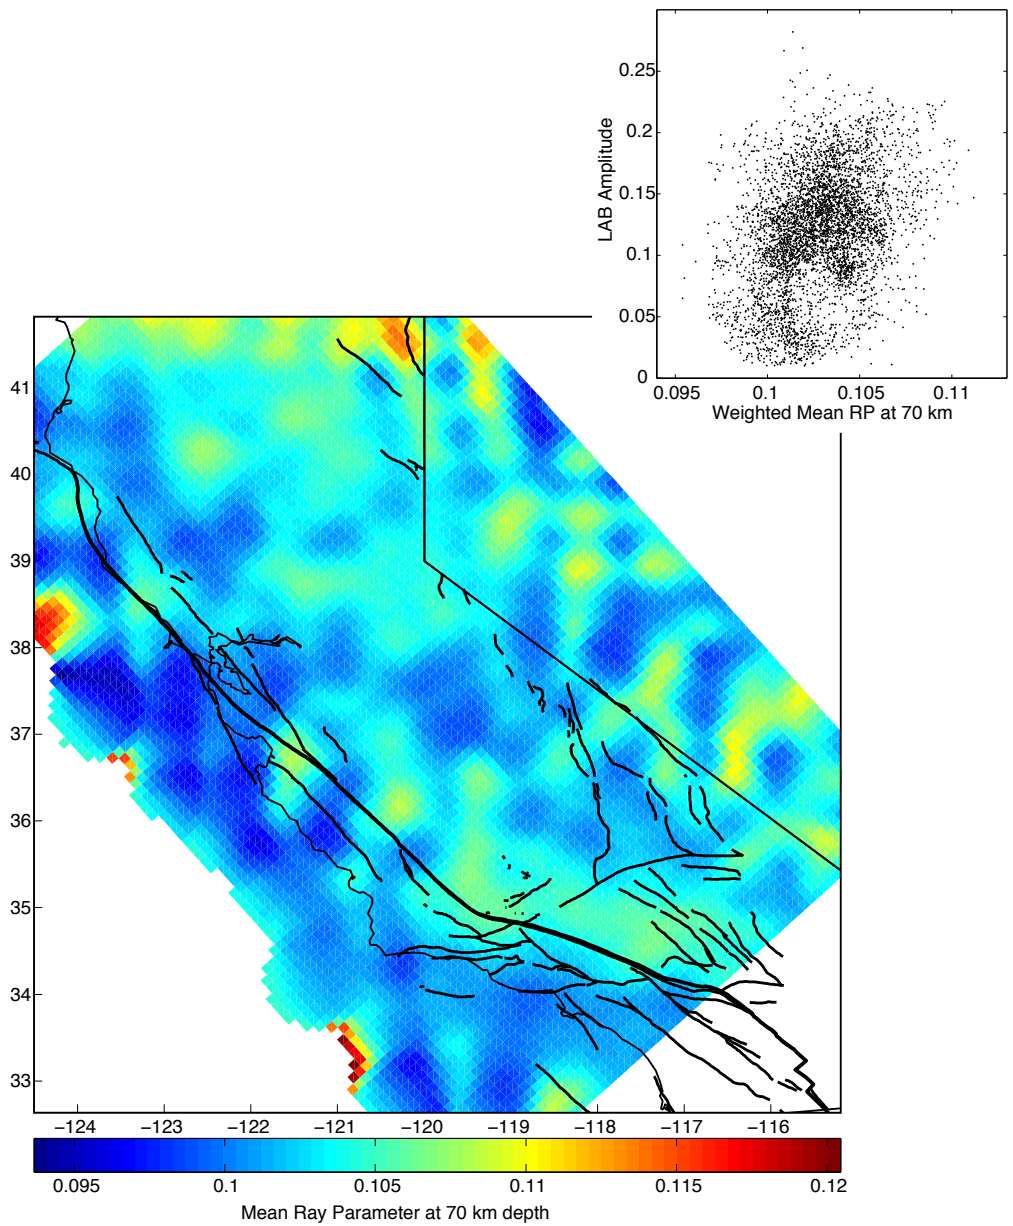 0.25
0.2
0.15
0.1
0.05
0
LAB Amplitude
0.095 0.1 0.105 0.11
Weighted Mean RP at 70 km
41
40
39
38
37
36
35
34
33
−124 −123 −122 −121 −120 −119 −118 −117 −116
0.095 0.1 0.105 0.11 0.115 0.12
Mean Ray Parameter at 70 km depth